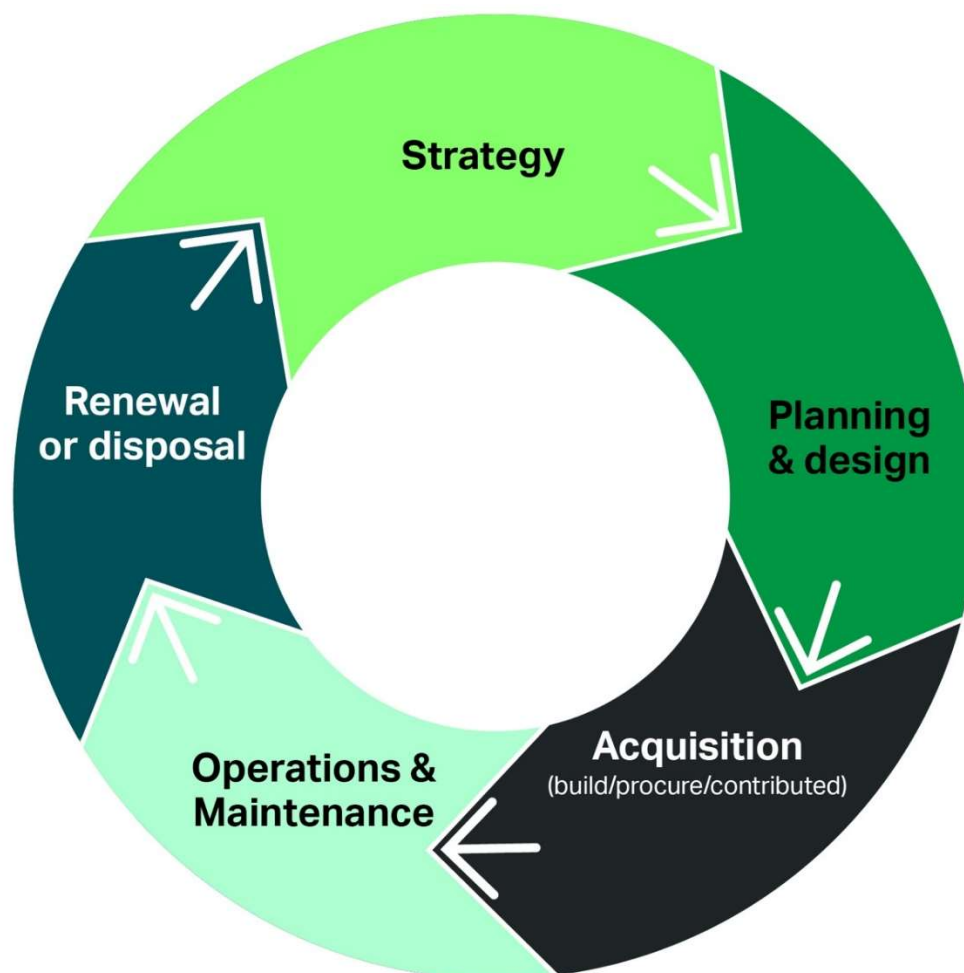 Strategy
Planning
& design
Acquisition
(build/procure/contributed)
Operations &
Maintenance
Renewal
or disposal